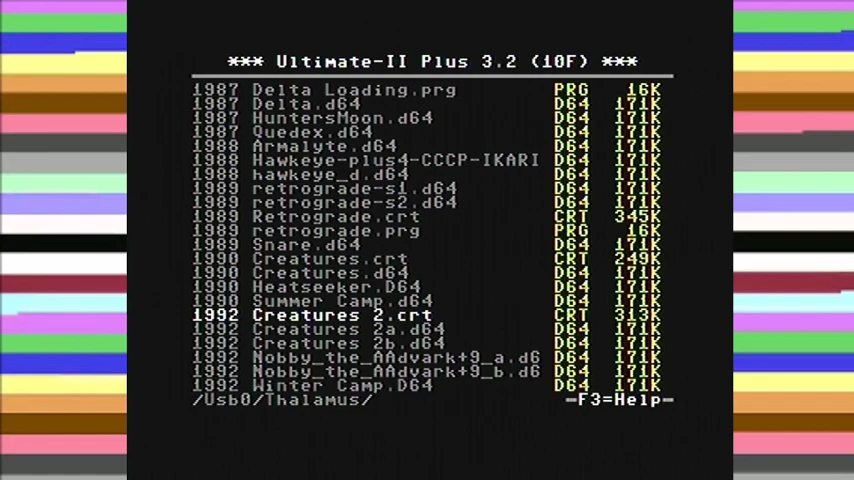 *** Ultimate-II Plus 3.2 (10F) ***
1987 Delta Loading.prg PRG 16K
1987 Delta.d64 D64 171K
1987 HuntersMoon.d64 D64 171K
1987 Quedex.d64 D64 171K
1988 Armalyte.d64 D64 171K
1988 Hawkeye-plus4-CCCP-IKARI D64 171K
1988 hawkeye_d.d64 D64 171K
1989 retrograde-s1.d64 D64 171K
1989 retrograde-s2.d64 D64 171K
1989 Retrograde.crt CRT 345K
1989 retrograde.prg PRG 16K
1989 Snare.d64 D64 171K
1990 Creatures.crt CRT 249K
1990 Creatures.d64 D64 171K
1990 Heatseeker.D64 D64 171K
1990 Summer Camp.d64 D64 171K
1992 Creatures 2.crt CRT 313K
1992 Creatures 2a.d64 D64 171K
1992 Creatures 2b.d64 D64 171K
1992 Nobby_the_AAdvark+9_a.d6 D64 171K
1992 Nobby_the_AAdvark+9_b.d6 D64 171K
1992 Winter Camp.D64 D64 171K
/Usb0/Thalamus/ -F3=Help-